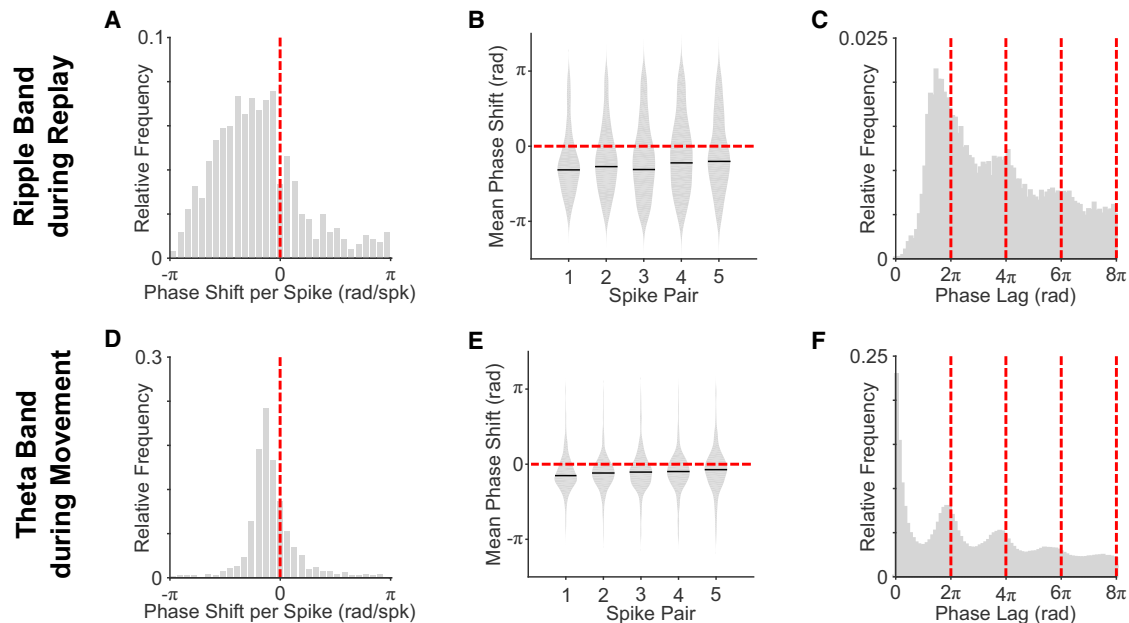 Ripple Band
during Replay
A
0.1
Relative Frequency
0
-π
0
π
Phase Shift per Spike (rad/spk)
B
π
Mean Phase Shift (rad)
0
-π
1
2
3
4
5
Spike Pair
C
0.025
Relative Frequency
0
0
2π
4π
6π
8π
Phase Lag (rad)
Theta Band
during Movement
D
0.3
Relative Frequency
0
-π
0
π
Phase Shift per Spike (rad/spk)
E
π
Mean Phase Shift (rad)
0
-π
1
2
3
4
5
Spike Pair
F
0.25
Relative Frequency
0
0
2π
4π
6π
8π
Phase Lag (rad)